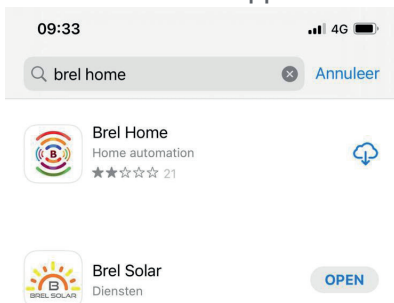 09:33
4G
brel home
Annuleer
Brel Home
Home automation
21
B
Brel Solar
Diensten
OPEN
B
BREL SOLAR